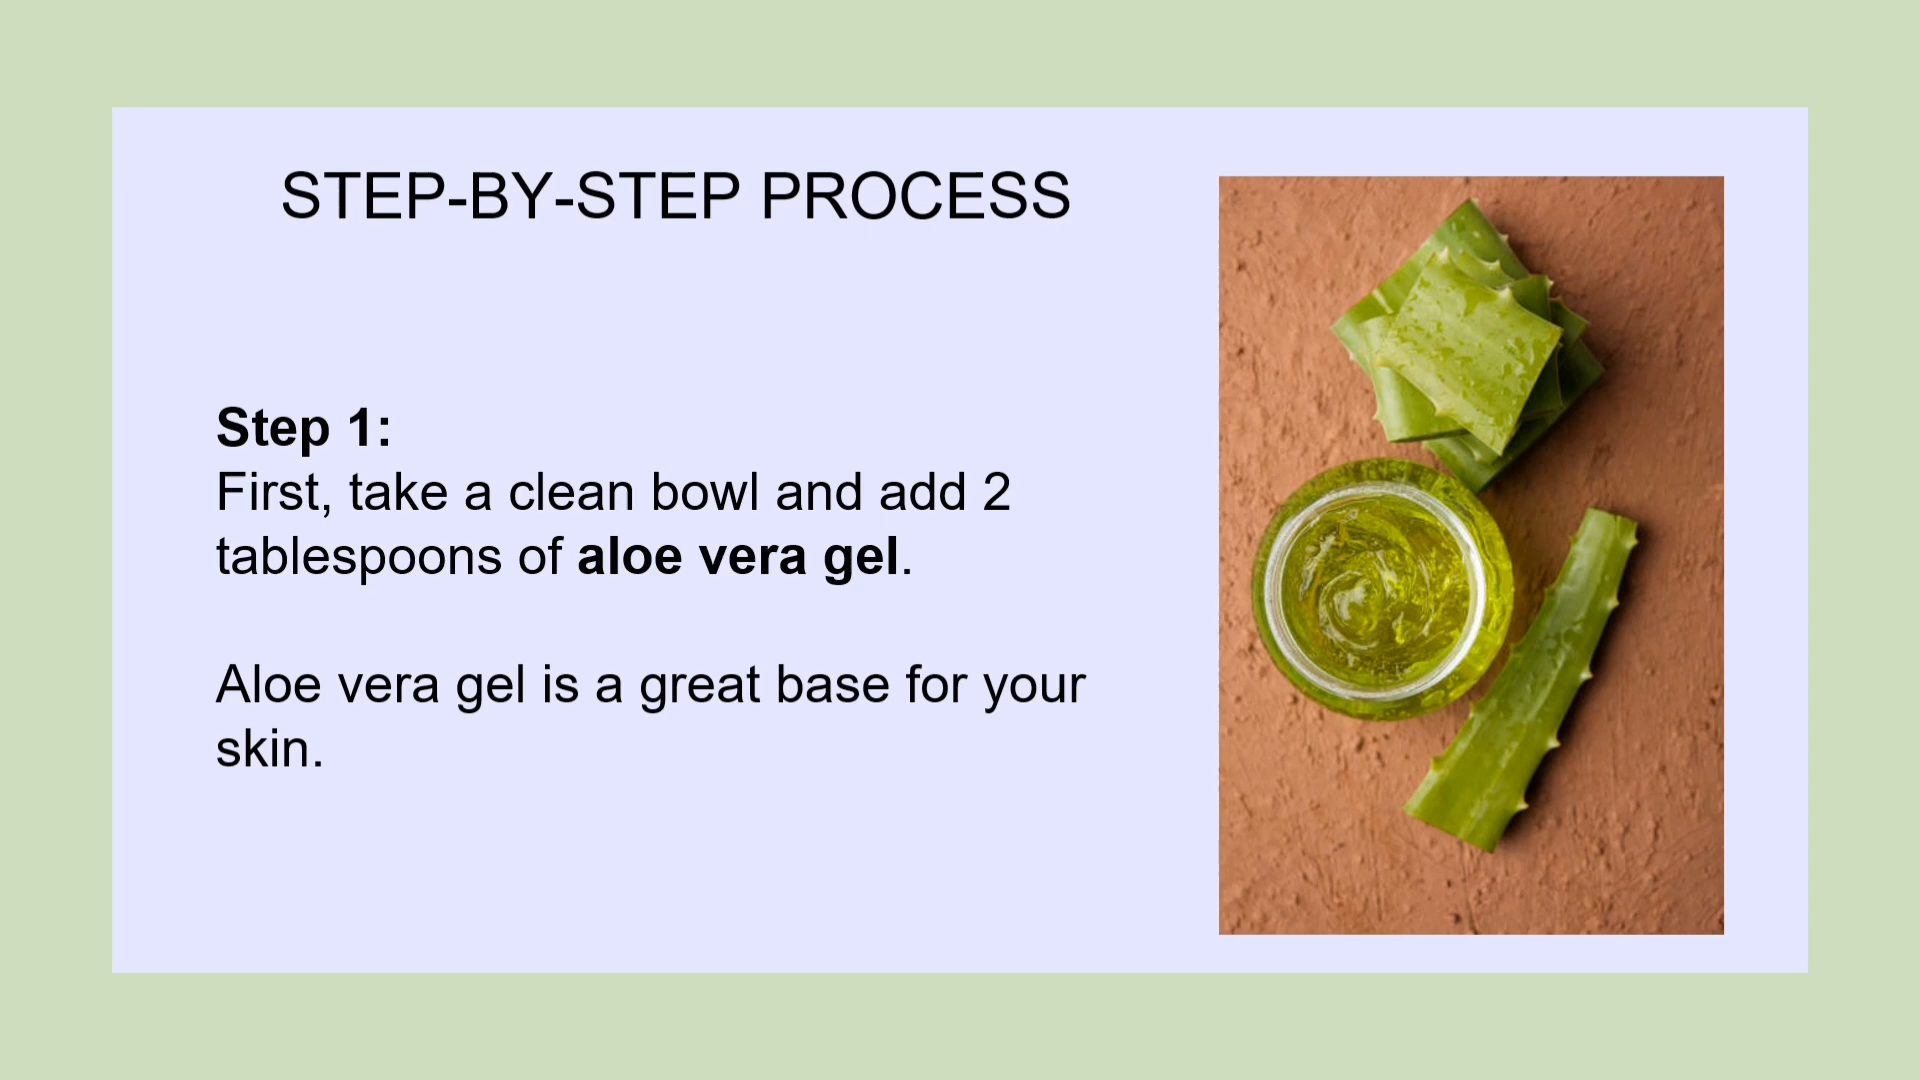 STEP-BY-STEP PROCESS
Step 1:
First, take a clean bowl and add 2
tablespoons of aloe vera gel.
Aloe vera gel is a great base for your
skin.